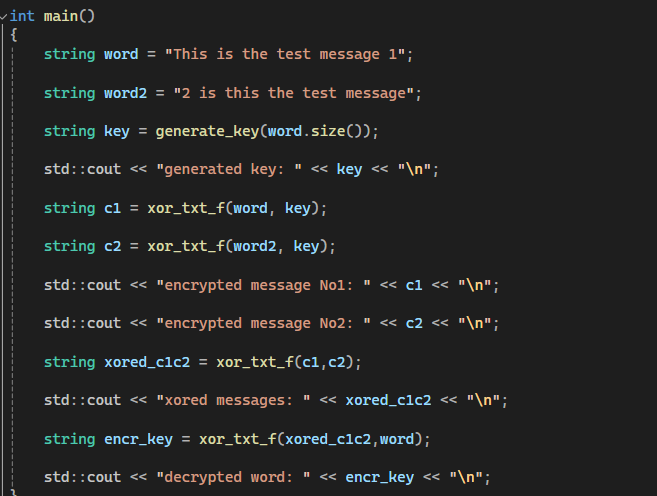 int main()
{
string word = "This is the test message 1";
string word2 = "2 is this the test message";
string key = generate_key(word.size());
std::cout << "generated key: " << key << "\n";
string c1 = xor_txt_f(word, key);
string c2 = xor_txt_f(word2, key);
std::cout << "encrypted message No1: " << c1 << "\n";
std::cout << "encrypted message No2: " << c2 << "\n";
string xored_c1c2 = xor_txt_f(c1,c2);
std::cout << "xored messages: " << xored_c1c2 << "\n";
string encr_key = xor_txt_f(xored_c1c2,word);
std::cout << "decrypted word: " << encr_key << "\n";
}